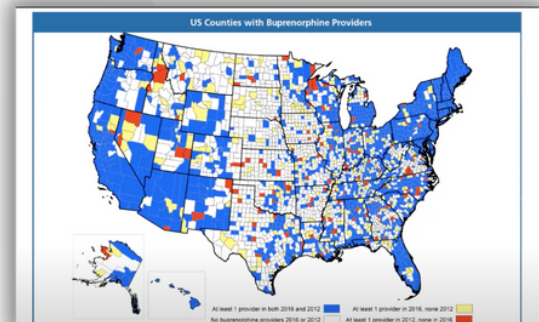 US Counties with Buprenorphine Providers
At least 1 provider in both 2016 and 2012
At least 1 provider in 2016, none 2012
No buprenorphine providers 2016 or 2012
At least 1 provider in 2012, none in 2016